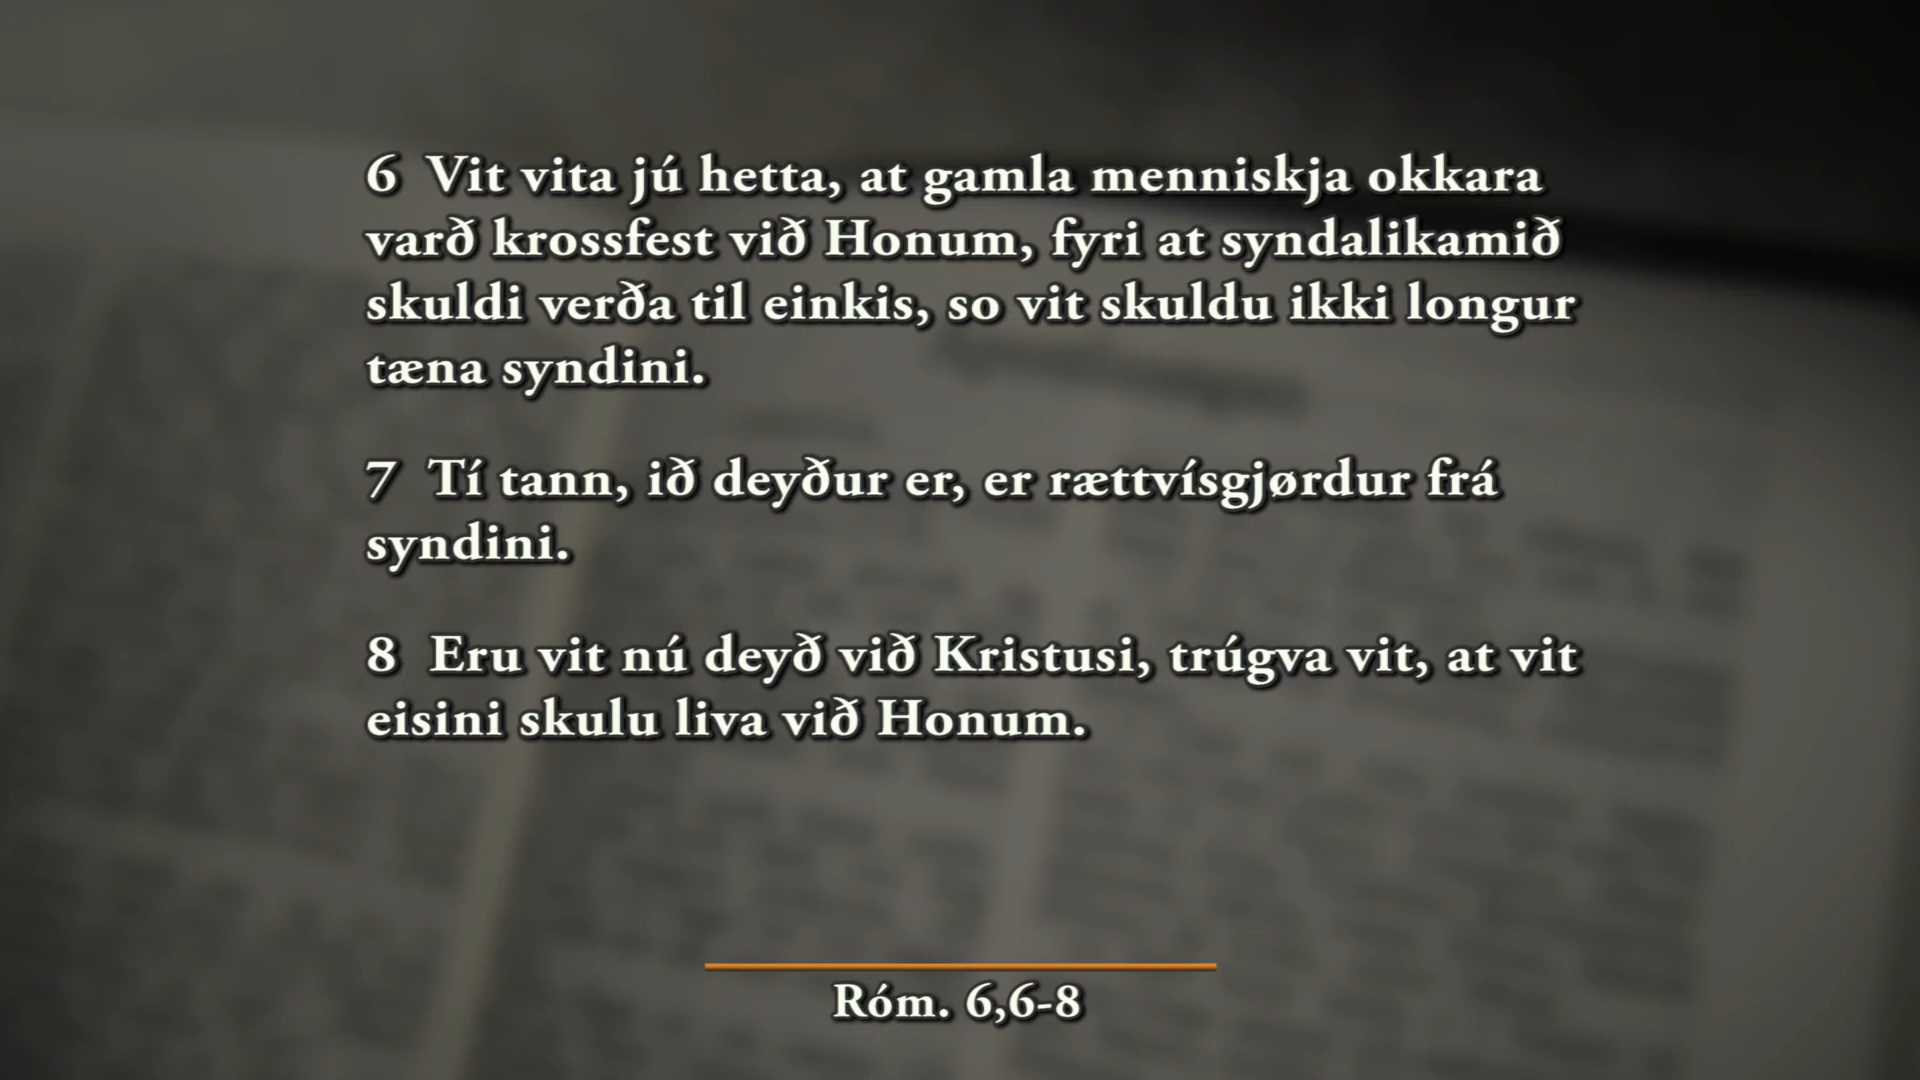 6 Vit vita jú hetta, at gamla menniskja okkara
varð krossfest við Honum, fyri at syndalikamið
skuldi verða til einkis, so vit skuldu ikki longur
tæna syndini.
7 Tí tann, ið deyður er, er rættvísgjørdur frá
syndini.
8 Eru vit nú deyð við Kristusi, trúgva vit, at vit
eisini skulu liva við Honum.
Róm. 6,6-8